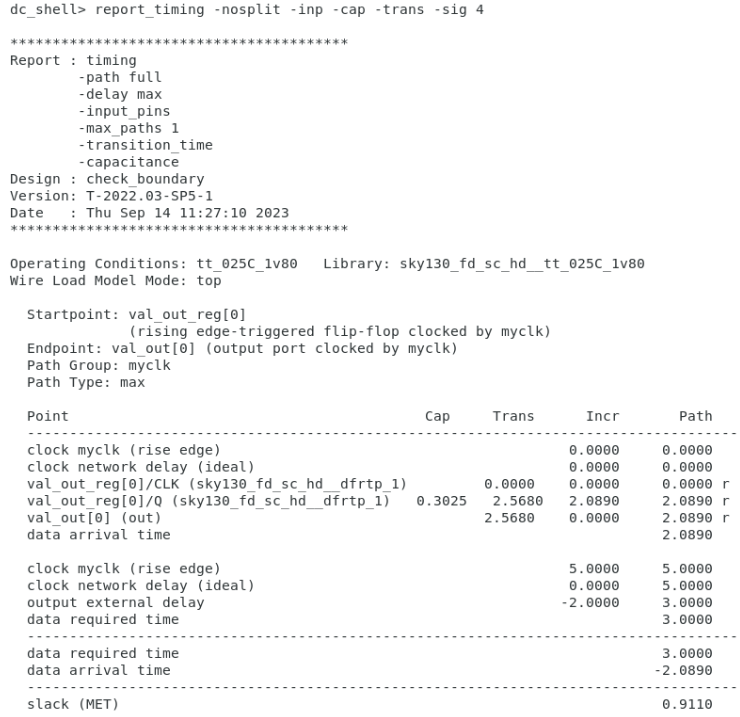 dc_shell> report_timing -nosplit -inp -cap -trans -sig 4
****************************************
Report : timing
        -path full
        -delay max
        -input_pins
        -max_paths 1
        -transition_time
        -capacitance
Design : check_boundary
Version: T-2022.03-SP5-1
Date   : Thu Sep 14 11:27:10 2023
****************************************
Operating Conditions: tt_025C_1v80   Library: sky130_fd_sc_hd__tt_025C_1v80
Wire Load Model Mode: top
  Startpoint: val_out_reg[0]
              (rising edge-triggered flip-flop clocked by myclk)
  Endpoint: val_out[0] (output port clocked by myclk)
  Path Group: myclk
  Path Type: max
  Point                                          Cap     Trans      Incr       Path
  ------------------------------------------------------------------------------------
  clock myclk (rise edge)                                         0.0000     0.0000
  clock network delay (ideal)                                     0.0000     0.0000
  val_out_reg[0]/CLK (sky130_fd_sc_hd__dfrtp_1)         0.0000    0.0000     0.0000 r
  val_out_reg[0]/Q (sky130_fd_sc_hd__dfrtp_1)   0.3025   2.5680   2.0890     2.0890 r
  val_out[0] (out)                                      2.5680    0.0000     2.0890 r
  data arrival time                                                          2.0890
  clock myclk (rise edge)                                         5.0000     5.0000
  clock network delay (ideal)                                     0.0000     5.0000
  output external delay                                          -2.0000     3.0000
  data required time                                                         3.0000
  ------------------------------------------------------------------------------------
  data required time                                                         3.0000
  data arrival time                                                         -2.0890
  ------------------------------------------------------------------------------------
  slack (MET)                                                                0.9110